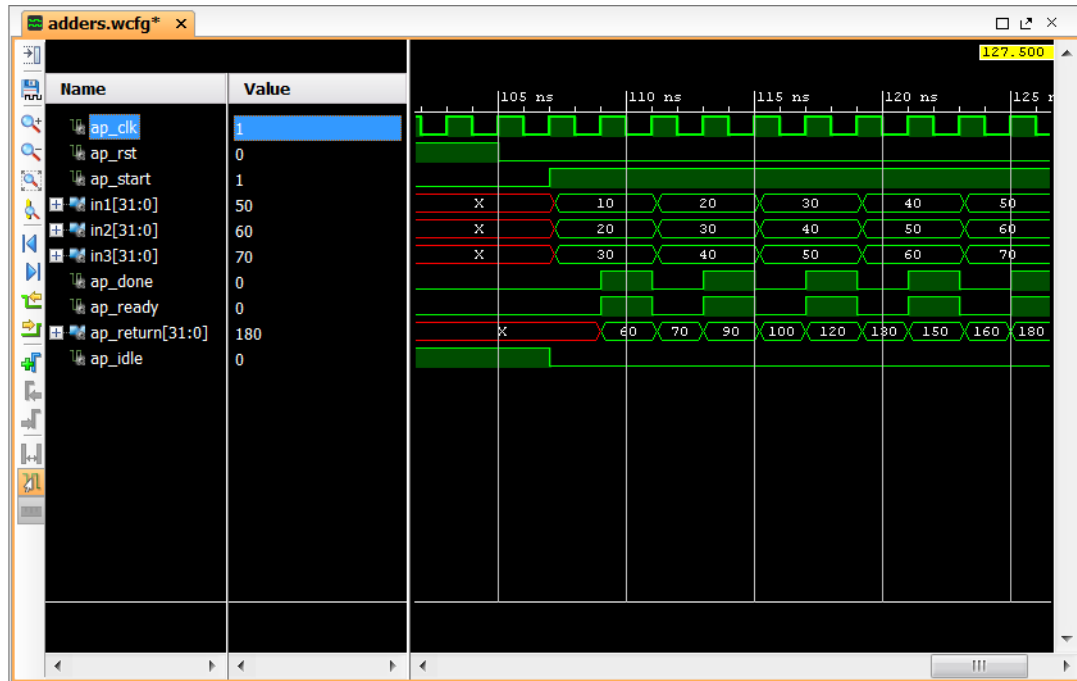 adders.wcfg* ×
127.500
Name Value
105 ns 110 ns 115 ns 120 ns 125
ap_clk 1
ap_rst 0
ap_start 1
in1[31:0] 50 X 10 20 30 40 50
in2[31:0] 60 X 20 30 40 50 60
in3[31:0] 70 X 30 40 50 60 70
ap_done 0
ap_ready 0
ap_return[31:0] 180 X 60 70 90 100 120 130 150 160 180
ap_idle 0